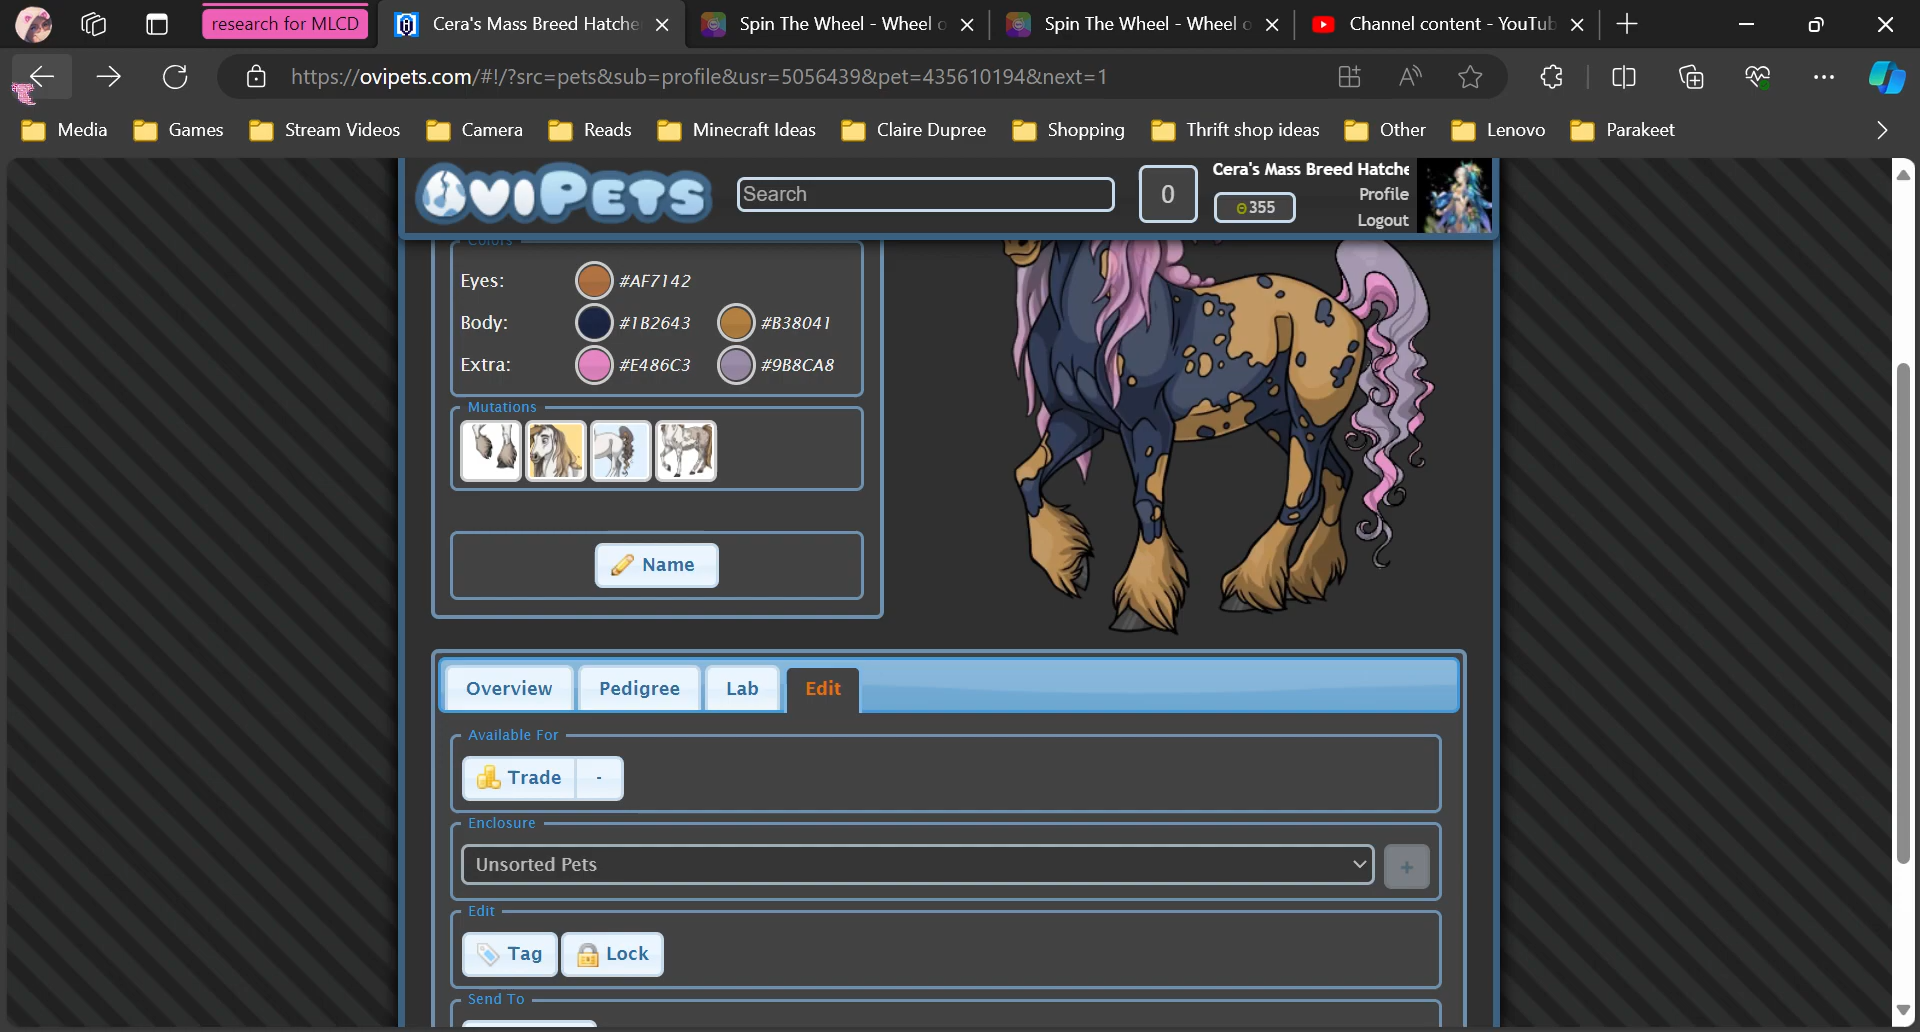 research for MLCD
Cera's Mass Breed Hatche
Spin The Wheel - Wheel o
Spin The Wheel - Wheel o
Channel content - YouTub
https://ovipets.com/#!/?src=pets&sub=profile&usr=5056439&pet=435610194&next=1
Media
Games
Stream Videos
Camera
Reads
Minecraft Ideas
Claire Dupree
Shopping
Thrift shop ideas
Other
Lenovo
Parakeet
OviPets
Search
0
Cera's Mass Breed Hatche
355
Profile
Logout
Colors
Eyes: #AF7142
Body: #1B2643 #B38041
Extra: #E486C3 #9B8CA8
Mutations
Name
Overview
Pedigree
Lab
Edit
Available For
Trade -
Enclosure
Unsorted Pets
+
Edit
Tag
Lock
Send To